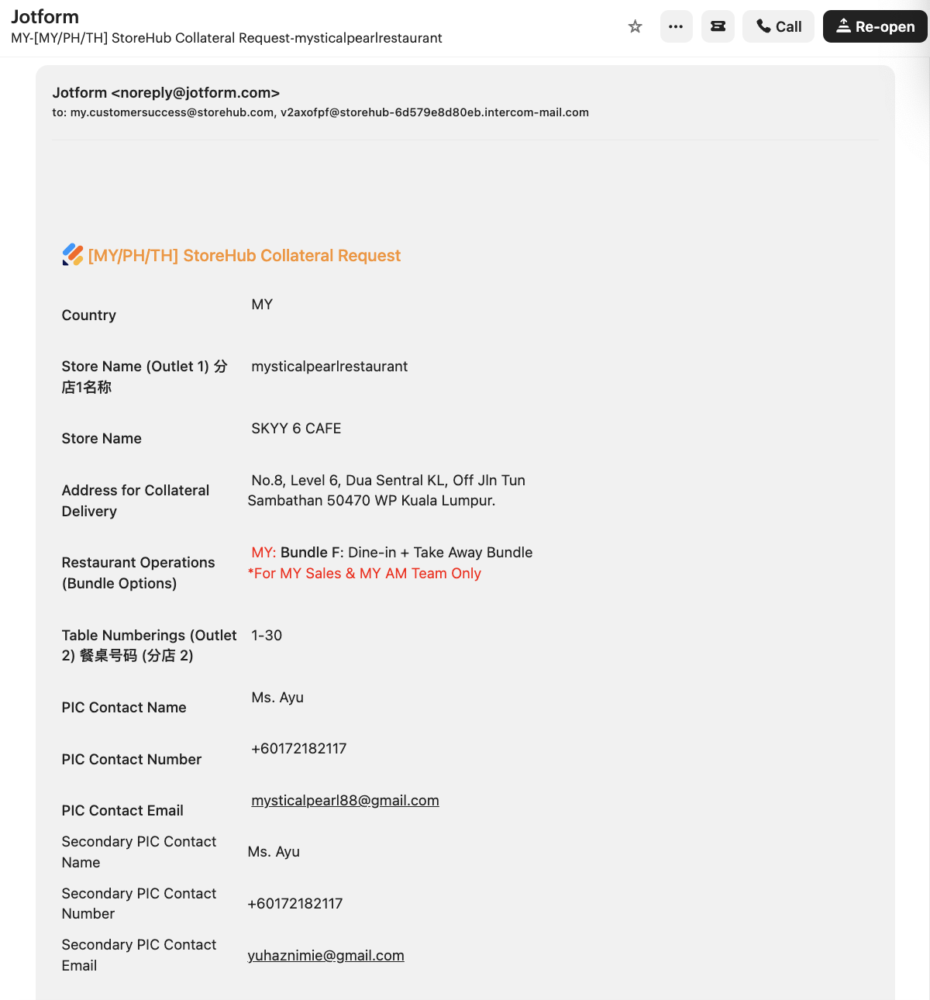 Jotform
MY-[MY/PH/TH] StoreHub Collateral Request-mysticalpearlrestaurant
Call
Re-open
Jotform <noreply@jotform.com>
to: my.customersuccess@storehub.com, v2axofpf@storehub-6d579e8d80eb.intercom-mail.com
[MY/PH/TH] StoreHub Collateral Request
Country
MY
Store Name (Outlet 1) 分
店1名称
mysticalpearlrestaurant
Store Name
SKYY 6 CAFE
Address for Collateral
Delivery
No.8, Level 6, Dua Sentral KL, Off Jln Tun
Sambathan 50470 WP Kuala Lumpur.
Restaurant Operations
(Bundle Options)
MY: Bundle F: Dine-in + Take Away Bundle
*For MY Sales & MY AM Team Only
Table Numberings (Outlet
2) 餐桌号码 (分店 2)
1-30
PIC Contact Name
Ms. Ayu
PIC Contact Number
+60172182117
PIC Contact Email
mysticalpearl88@gmail.com
Secondary PIC Contact
Name
Ms. Ayu
Secondary PIC Contact
Number
+60172182117
Secondary PIC Contact
Email
yuhaznimie@gmail.com